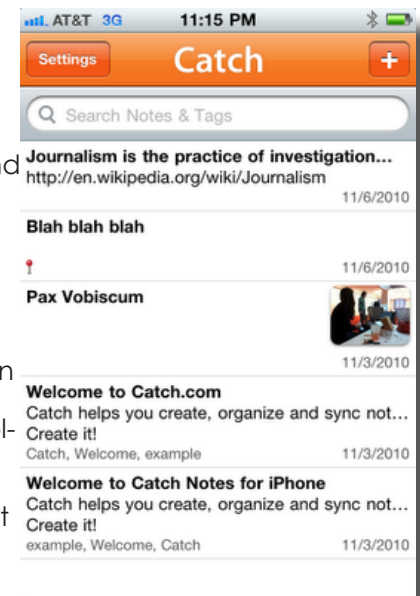 AT&T 3G 11:15 PM
Settings Catch +
Search Notes & Tags
Journalism is the practice of investigation...
http://en.wikipedia.org/wiki/Journalism
11/6/2010
Blah blah blah
11/6/2010
Pax Vobiscum
11/3/2010
Welcome to Catch.com
Catch helps you create, organize and sync not...
Create it!
Catch, Welcome, example 11/3/2010
Welcome to Catch Notes for iPhone
Catch helps you create, organize and sync not...
Create it!
example, Welcome, Catch 11/3/2010